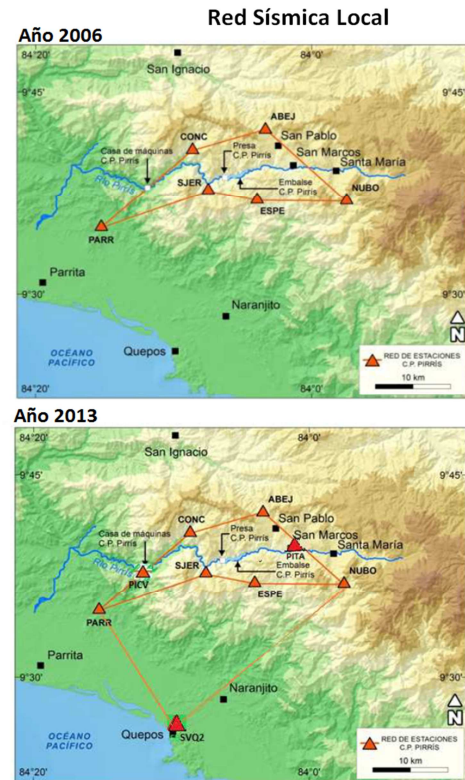 Red Sísmica Local
Año 2006
84°20'
84°0'
San Ignacio
9°45'
ABEJ
San Pablo
CONC
Casa de máquinas
C.P. Pirrís
Presa
C.P. Pirrís
San Marcos
Santa María
Río Pirrís
SJER
Embalse
C.P. Pirrís
ESPE
NUBO
PARR
Parrita
9°30'
Naranjito
N
OCÉANO
PACÍFICO
Quepos
RED DE ESTACIONES
C.P. PIRRÍS
10 km
84°20'
84°0'
Año 2013
84°20'
84°0'
San Ignacio
9°45'
ABEJ
San Pablo
CONC
Casa de máquinas
C.P. Pirrís
Presa
C.P. Pirrís
San Marcos
PITA
Santa María
Río Pirrís
SJER
Embalse
C.P. Pirrís
PICV
ESPE
NUBO
PARR
Parrita
9°30'
Naranjito
N
OCÉANO
PACÍFICO
Quepos
SVQ2
RED DE ESTACIONES
C.P. PIRRÍS
10 km
84°20'
84°0'